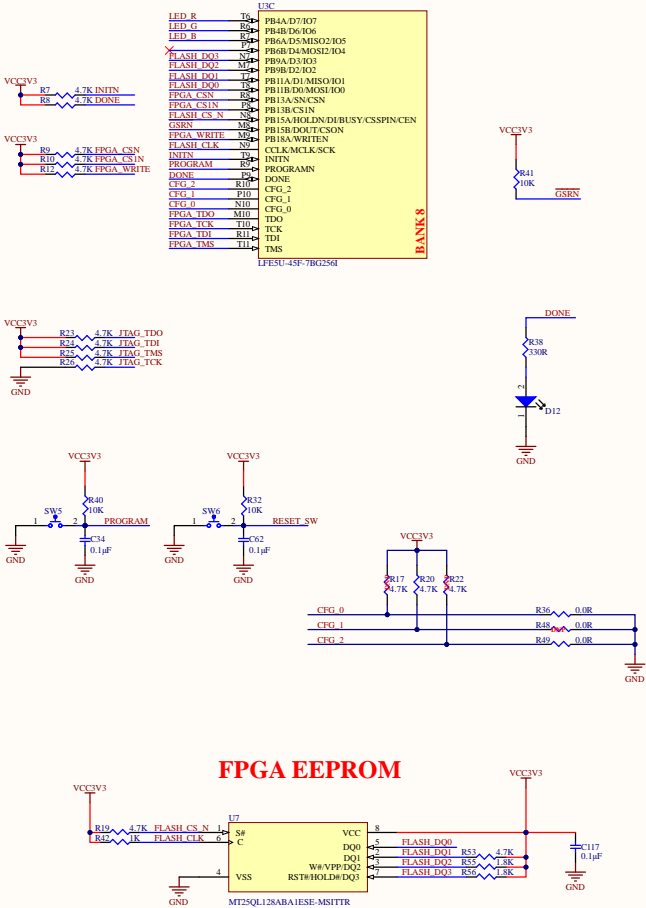 U3C
LED_R T6 PB4A/D7/IO7
LED_G R6 PB4B/D6/IO6
LED_B R7 PB6A/D5/MISO2/IO5
P7 PB6B/D4/MOSI2/IO4
FLASH_DQ3 N7 PB9A/D3/IO3
FLASH_DQ2 M7 PB9B/D2/IO2
FLASH_DQ1 T7 PB11A/D1/MISO/IO1
FLASH_DQ0 T8 PB11B/D0/MOSI/IO0
FPGA_CSN R8 PB13A/SN/CSN
FPGA_CS1N P8 PB13B/CS1N
FLASH_CS_N N8 PB15A/HOLDN/DI/BUSY/CSSPIN/CEN
GSRN M8 PB15B/DOUT/CSON
FPGA_WRITE M9 PB18A/WRITEN
FLASH_CLK N9 CCLK/MCLK/SCK
INITN T9 INITN
PROGRAM R9 PROGRAMN
DONE P9 DONE
CFG_2 R10 CFG_2
CFG_1 P10 CFG_1
CFG_0 N10 CFG_0
FPGA_TDO M10 TDO
FPGA_TCK T10 TCK
FPGA_TDI R11 TDI
FPGA_TMS T11 TMS
BANK 8
LFE5U-45F-7BG256I
VCC3V3
R7 4.7K INITN
R8 4.7K DONE
VCC3V3
R9 4.7K FPGA_CSN
R10 4.7K FPGA_CS1N
R12 4.7K FPGA_WRITE
VCC3V3
R41
10K
GSRN
VCC3V3
R23 4.7K JTAG_TDO
R24 4.7K JTAG_TDI
R25 4.7K JTAG_TMS
R26 4.7K JTAG_TCK
GND
DONE
R38
330R
2
D12
1
GND
VCC3V3
R40
10K
SW5
1 2 PROGRAM
C34
0.1µF
GND
GND
VCC3V3
R32
10K
SW6
1 2 RESET_SW
C62
0.1µF
GND
GND
VCC3V3
R17 R20 R22
4.7K 4.7K 4.7K
CFG_0 R36 0.0R
CFG_1 R48 0.0R
CFG_2 R49 0.0R
GND
FPGA EEPROM
VCC3V3
VCC3V3
U7
R19 4.7K FLASH_CS_N 1 S#
R42 1K FLASH_CLK 6 C
4 VSS
GND
VCC 8
DQ0 5 FLASH_DQ0
DQ1 2 FLASH_DQ1 R53 4.7K
W#/VPP/DQ2 3 FLASH_DQ2 R55 1.8K
RST#/HOLD#/DQ3 7 FLASH_DQ3 R56 1.8K
C117
0.1µF
GND
MT25QL128ABA1ESE-MSITTR